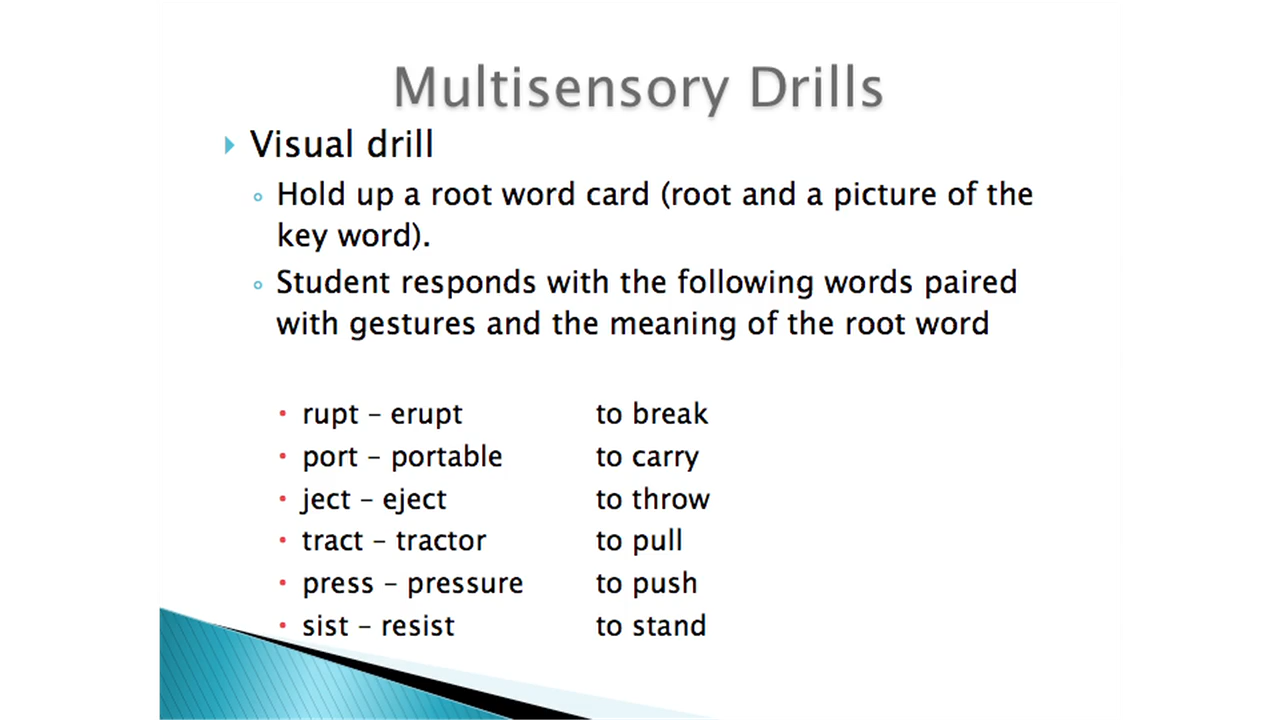 Multisensory Drills
Visual drill
Hold up a root word card (root and a picture of the
key word).
Student responds with the following words paired
with gestures and the meaning of the root word
rupt – erupt to break
port – portable to carry
ject – eject to throw
tract – tractor to pull
press – pressure to push
sist – resist to stand